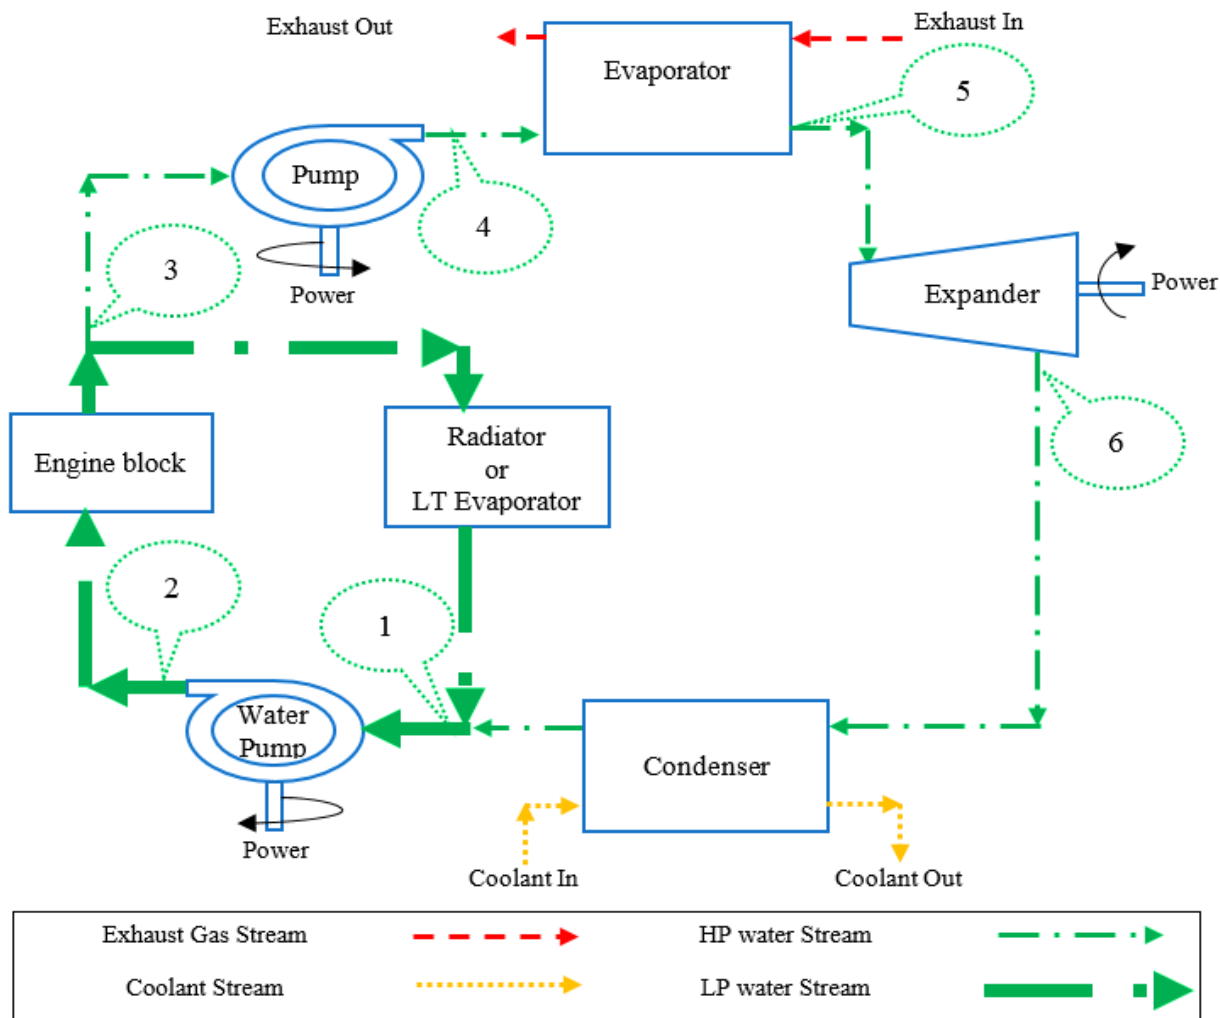 Exhaust Out
Exhaust In
Evaporator
5
Pump
4
3
Power
Expander
Power
Engine block
Radiator
or
LT Evaporator
6
2
1
Water
Pump
Condenser
Power
Coolant In
Coolant Out
Exhaust Gas Stream
HP water Stream
Coolant Stream
LP water Stream